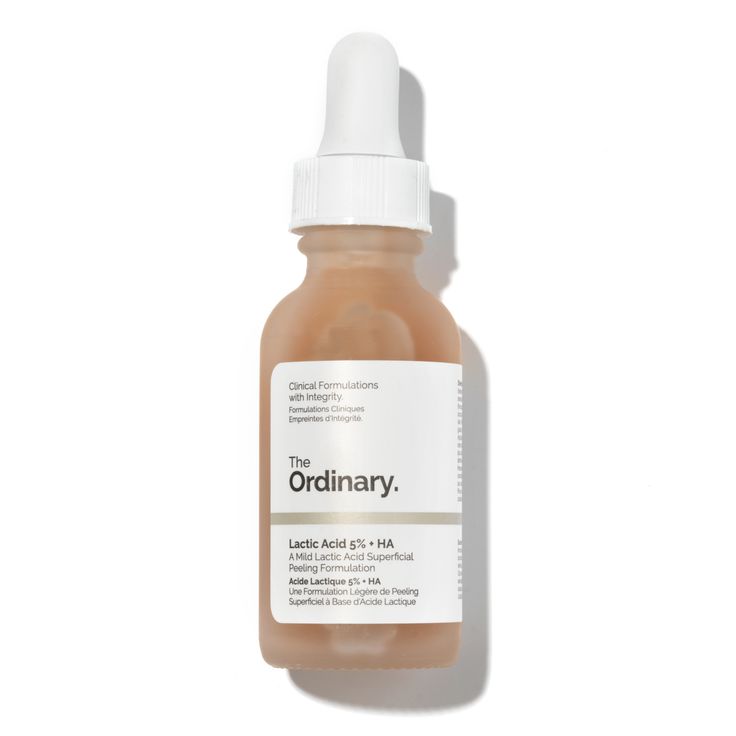 Clinical Formulations
with Integrity.
Formulations Cliniques
Empreintes d'Intégrité.
The
Ordinary.
Lactic Acid 5% + HA
A Mild Lactic Acid Superficial
Peeling Formulation
Acide Lactique 5% + HA
Une Formulation Légère de Peeling
Superficiel à Base d'Acide Lactique